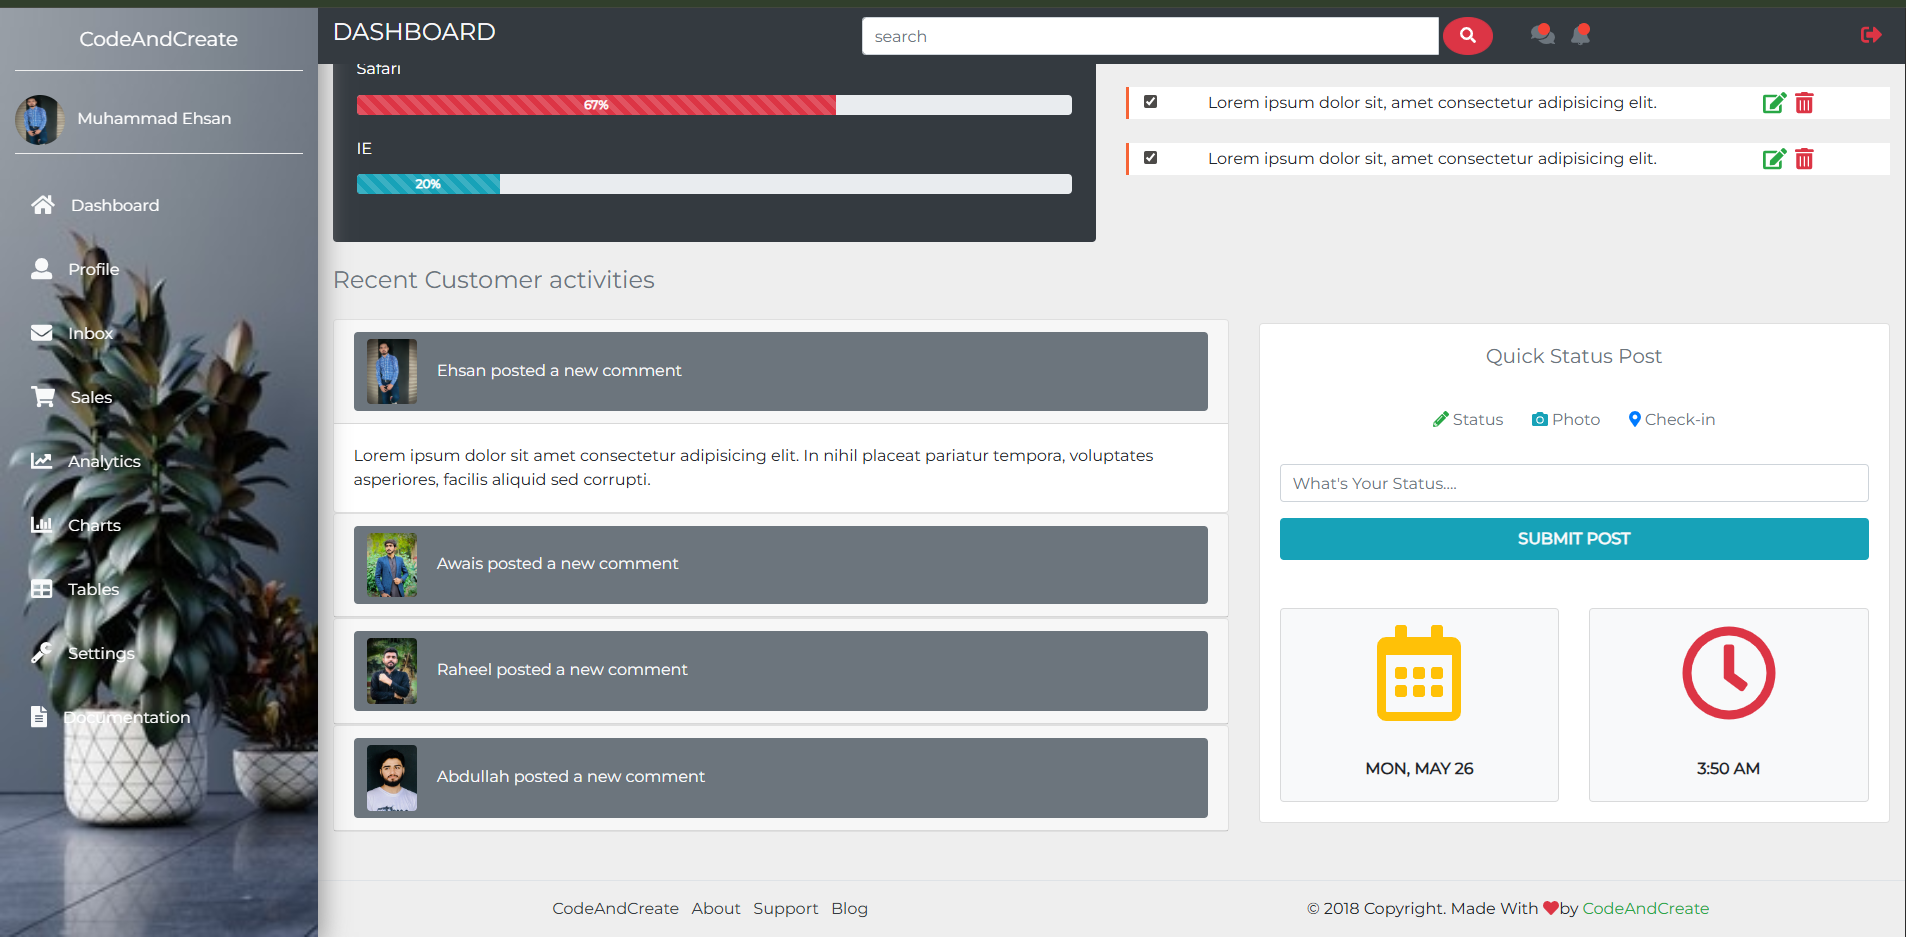 CodeAndCreate
Muhammad Ehsan
Dashboard
Profile
Inbox
Sales
Analytics
Charts
Tables
Settings
Documentation
DASHBOARD
search
Safari
67%
IE
20%
Lorem ipsum dolor sit, amet consectetur adipisicing elit.
Lorem ipsum dolor sit, amet consectetur adipisicing elit.
Recent Customer activities
Ehsan posted a new comment
Lorem ipsum dolor sit amet consectetur adipisicing elit. In nihil placeat pariatur tempora, voluptates
asperiores, facilis aliquid sed corrupti.
Awais posted a new comment
Raheel posted a new comment
Abdullah posted a new comment
Quick Status Post
Status Photo Check-in
What's Your Status....
SUBMIT POST
MON, MAY 26
3:50 AM
CodeAndCreate About Support Blog
© 2018 Copyright. Made With by CodeAndCreate